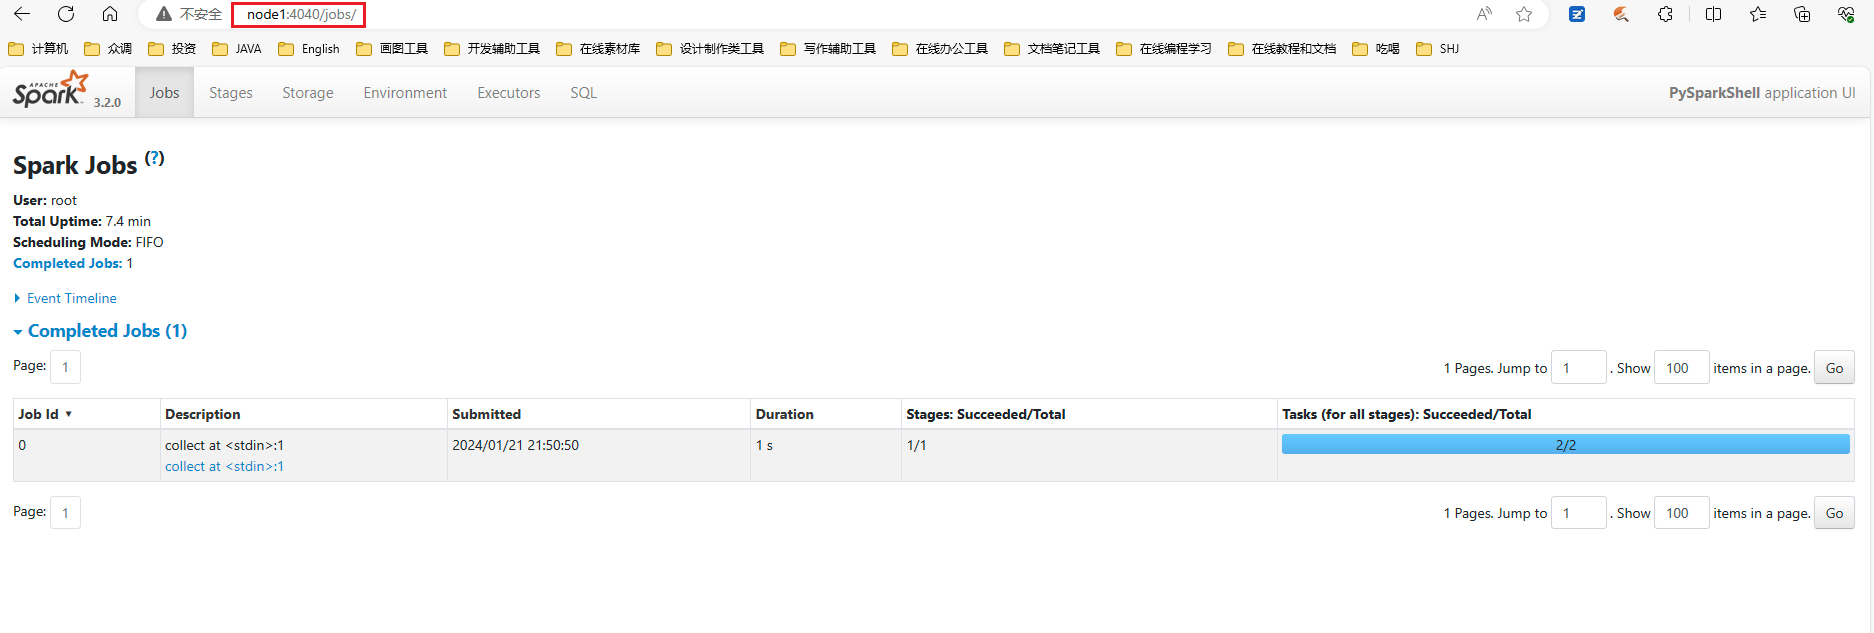 不安全 node1:4040/jobs/
计算机 众调 投资 JAVA English 画图工具 开发辅助工具 在线素材库 设计制作类工具 写作辅助工具 在线办公工具 文档笔记工具 在线编程学习 在线教程和文档 吃喝 SHJ
APACHE Spark 3.2.0 Jobs Stages Storage Environment Executors SQL PySparkShell application UI
Spark Jobs (?)
User: root
Total Uptime: 7.4 min
Scheduling Mode: FIFO
Completed Jobs: 1
Event Timeline
Completed Jobs (1)
Page: 1 1 Pages. Jump to 1 . Show 100 items in a page. Go
Job Id ▾ Description Submitted Duration Stages: Succeeded/Total Tasks (for all stages): Succeeded/Total
0 collect at <stdin>:1 2024/01/21 21:50:50 1 s 1/1 2/2
collect at <stdin>:1
Page: 1 1 Pages. Jump to 1 . Show 100 items in a page. Go